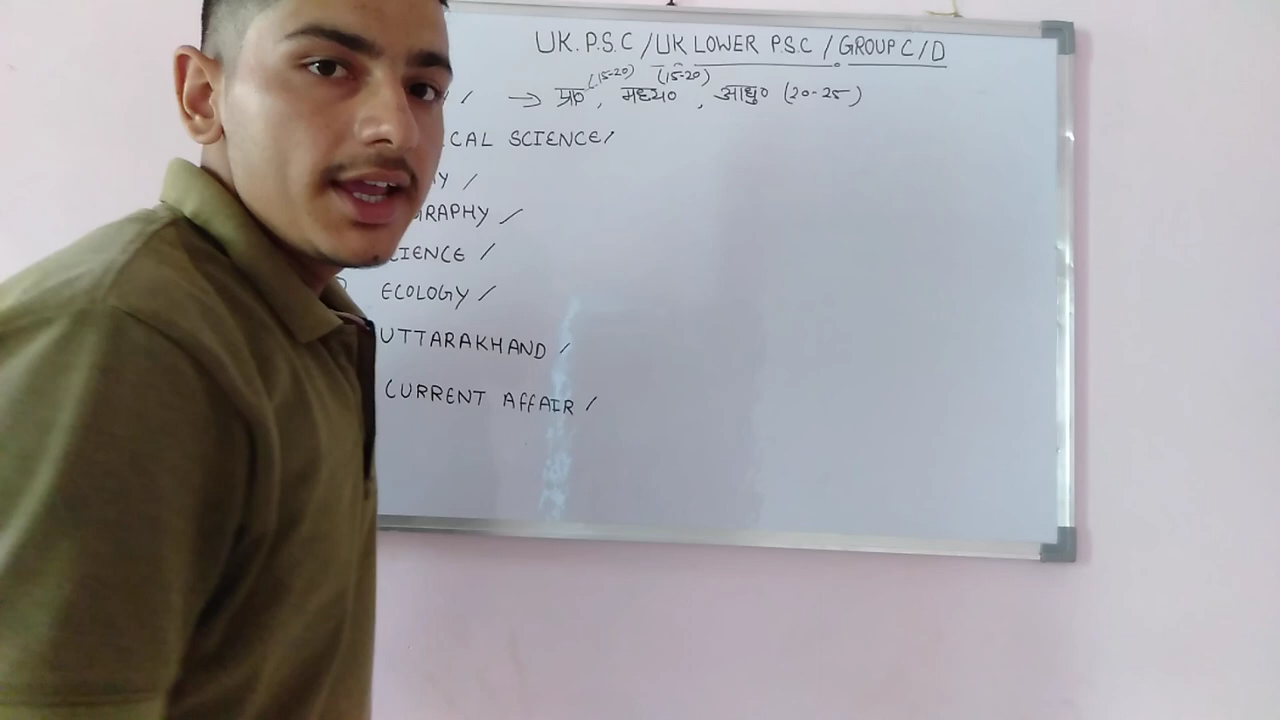 UK.P.S.C / UK LOWER P.S.C / GROUP C/D
(15-20) (15-20)
/ → प्रा०, मध्य०, आधु० (20-25)
CAL SCIENCE/
Y /
GRAPHY /
CIENCE /
ECOLOGY /
UTTARAKHAND /
CURRENT AFFAIR /